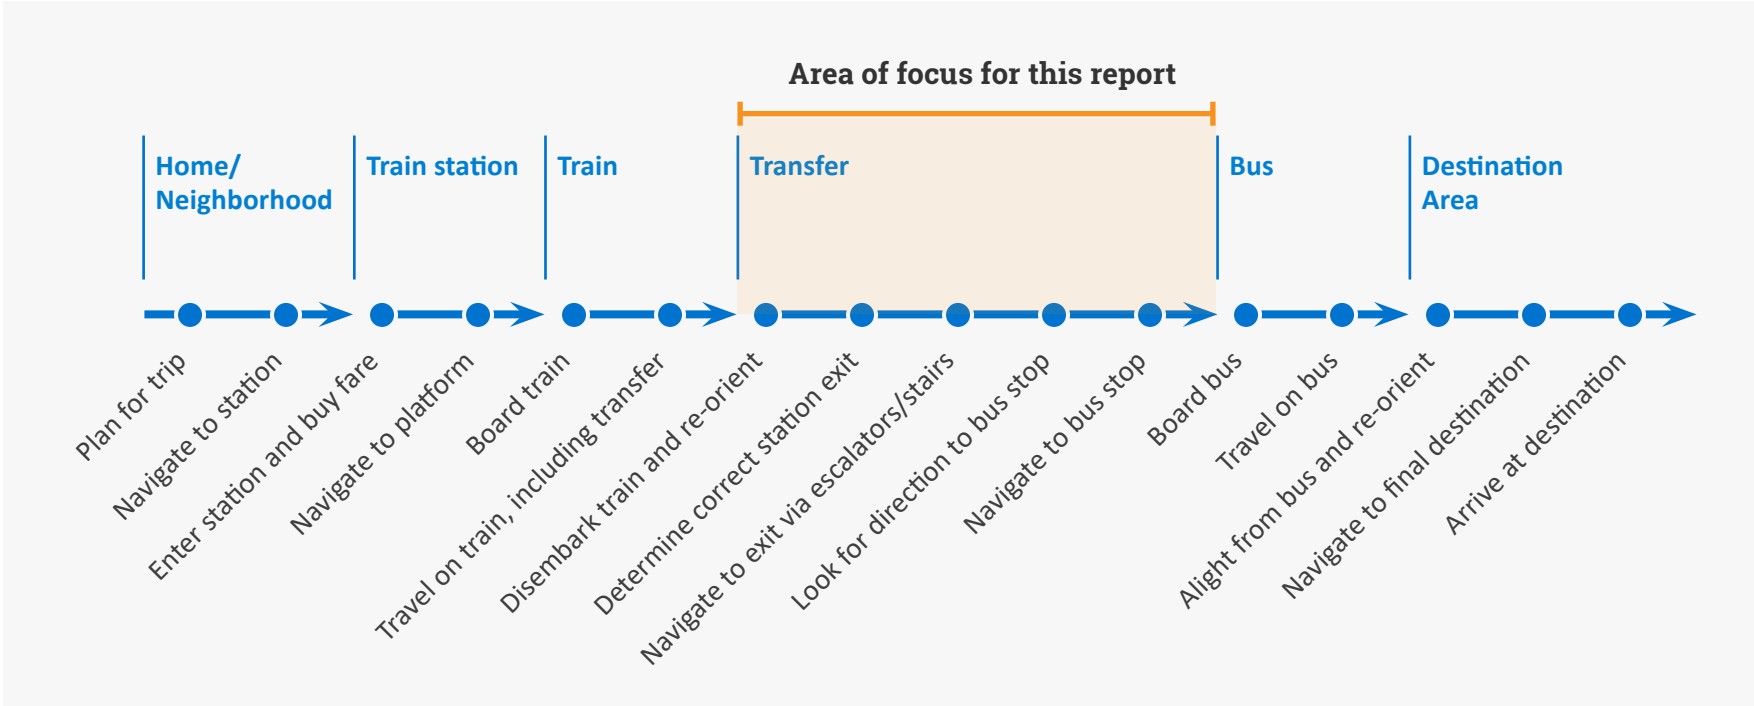 Area of focus for this report
Home/
Neighborhood
Train station
Train
Transfer
Bus
Destination
Area
Plan for trip
Navigate to station
Enter station and buy fare
Navigate to platform
Board train
Travel on train, including transfer
Disembark train and re-orient
Determine correct station exit
Navigate to exit via escalators/stairs
Look for direction to bus stop
Navigate to bus stop
Board bus
Travel on bus
Alight from bus and re-orient
Navigate to final destination
Arrive at destination